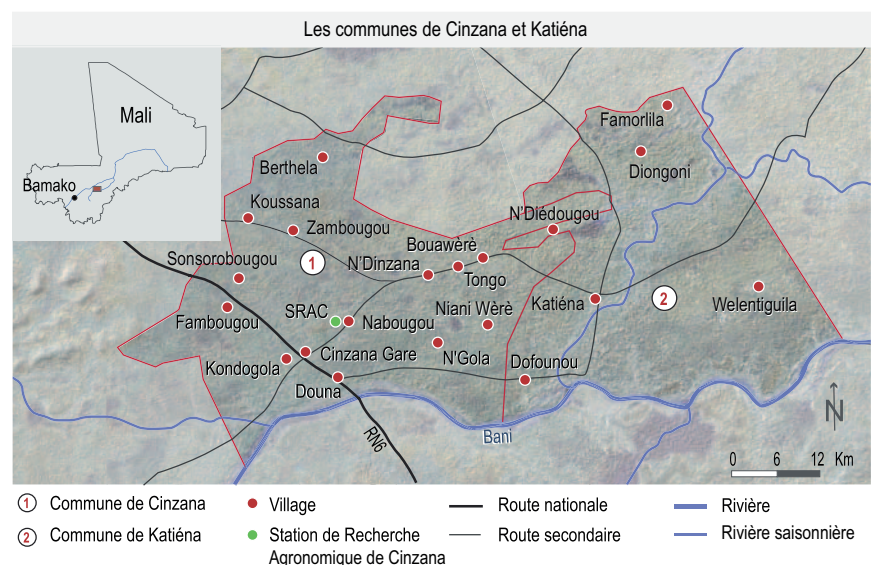 Les communes de Cinzana et Katiéna
Mali
Bamako
Famorlila
Diongoni
Berthela
Koussana
Zambougou
N'Diédougou
Bouawèrè
Sonsorobougou
1
N'Dinzana
Tongo
SRAC
Niani Wèrè
Katiéna
2
Welentiguila
Fambougou
Nabougou
Kondogola
Cinzana Gare
N'Gola
Dofounou
Douna
RN6
Bani
N
0 6 12 Km
1 Commune de Cinzana
2 Commune de Katiéna
Village
Station de Recherche
Agronomique de Cinzana
Route nationale
Route secondaire
Rivière
Rivière saisonnière